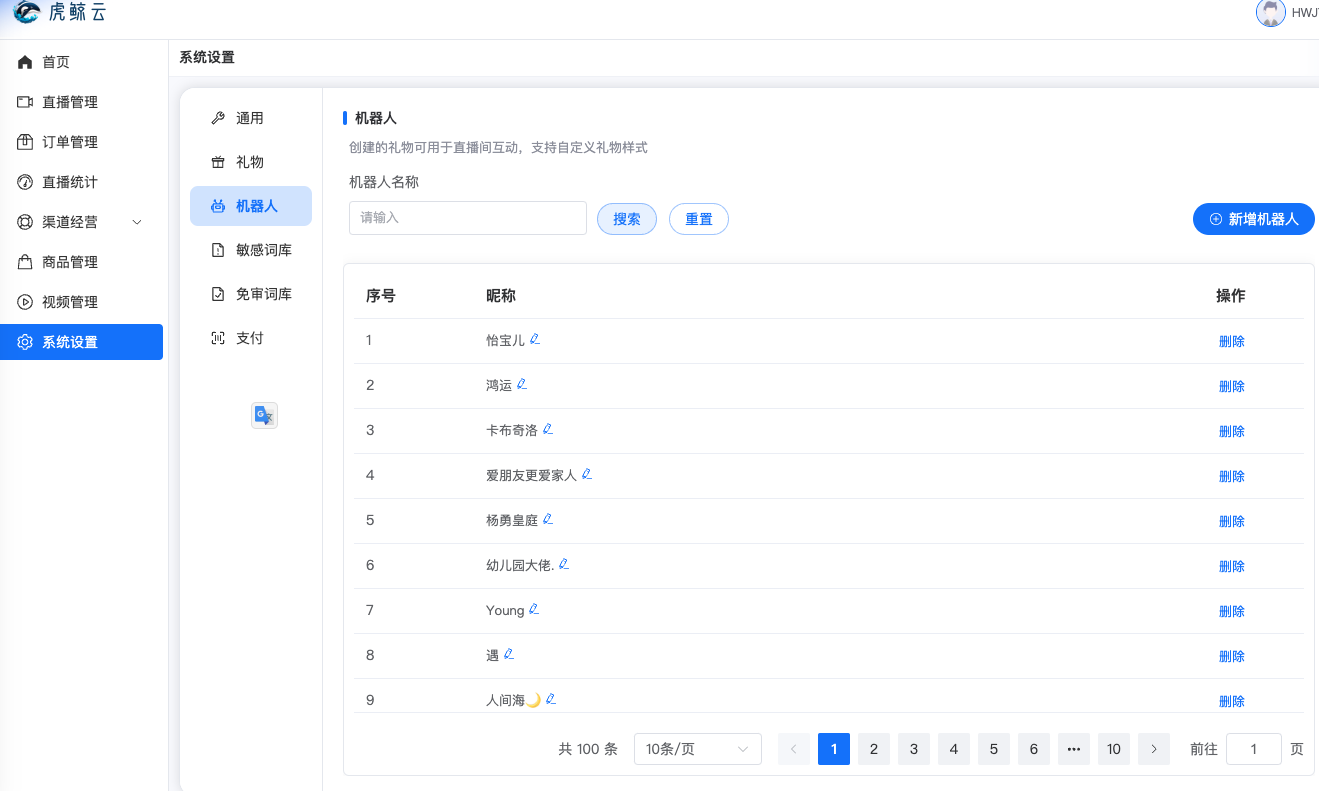 虎鲸云
HWJ
首页
直播管理
订单管理
直播统计
渠道经营
商品管理
视频管理
系统设置
系统设置
通用
礼物
机器人
敏感词库
免审词库
支付
机器人
创建的礼物可用于直播间互动，支持自定义礼物样式
机器人名称
请输入 搜索 重置 新增机器人
序号 昵称 操作
1 怡宝儿 删除
2 鸿运 删除
3 卡布奇洛 删除
4 爱朋友更爱家人 删除
5 杨勇皇庭 删除
6 幼儿园大佬. 删除
7 Young 删除
8 遇 删除
9 人间海🌙 删除
共 100 条 10条/页 1 2 3 4 5 6 ••• 10 前往 1 页